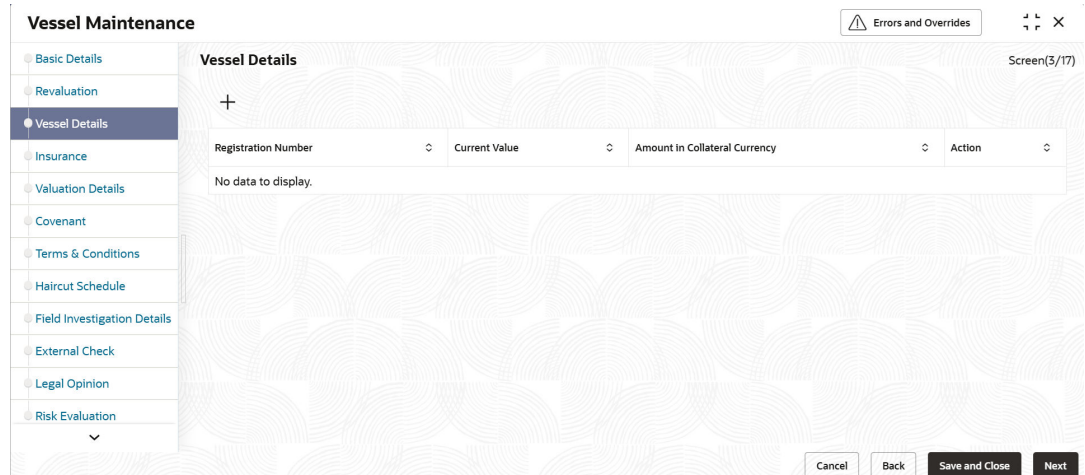 Vessel Maintenance
Errors and Overrides
Basic Details
Revaluation
Vessel Details
Insurance
Valuation Details
Covenant
Terms & Conditions
Haircut Schedule
Field Investigation Details
External Check
Legal Opinion
Risk Evaluation
Vessel Details
Screen(3/17)
Registration Number
Current Value
Amount in Collateral Currency
Action
No data to display.
Cancel
Back
Save and Close
Next